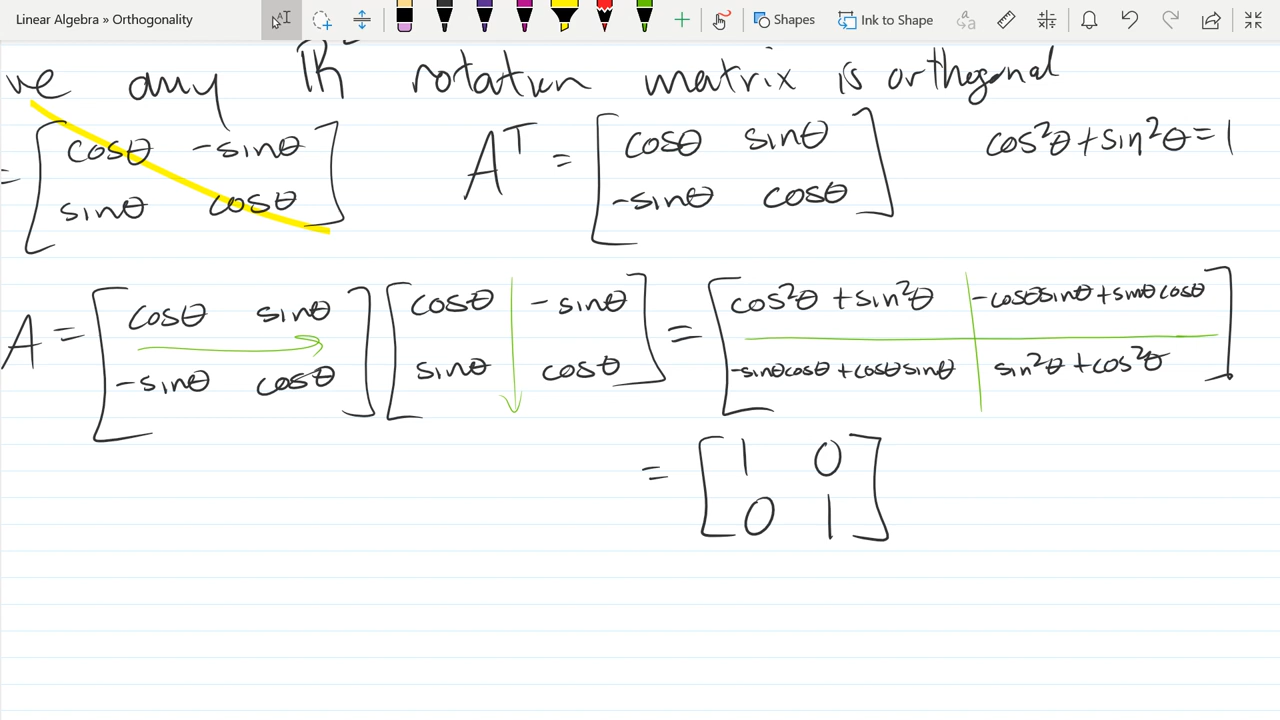 Linear Algebra » Orthogonality Shapes Ink to Shape
ve any ℝ² rotation matrix is orthogonal
= [cosθ -sinθ; sinθ cosθ] Aᵀ = [cosθ sinθ; -sinθ cosθ] cos²θ + sin²θ = 1
A = [cosθ sinθ; -sinθ cosθ] [cosθ -sinθ; sinθ cosθ] = [cos²θ + sin²θ -cosθsinθ + sinθcosθ; -sinθcosθ + cosθsinθ sin²θ + cos²θ]
= [1 0; 0 1]